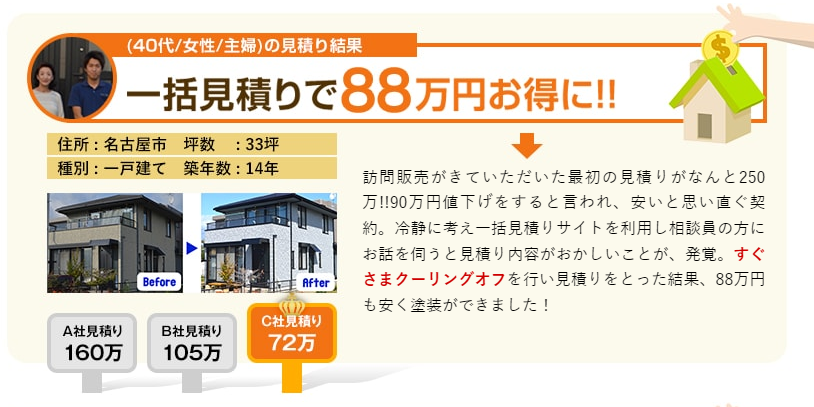 (40代/女性/主婦)の見積り結果
一括見積りで88万円お得に!!
住所：名古屋市　坪数　：33坪
種別：一戸建て　築年数：14年
訪問販売がきていただいた最初の見積りがなんと250
万!!90万円値下げをすると言われ、安いと思い直ぐ契
約。冷静に考え一括見積りサイトを利用し相談員の方に
お話を伺うと見積り内容がおかしいことが、発覚。すぐ
さまクーリングオフを行い見積りをとった結果、88万円
も安く塗装ができました！
Before
After
A社見積り
160万
B社見積り
105万
C社見積り
72万
$